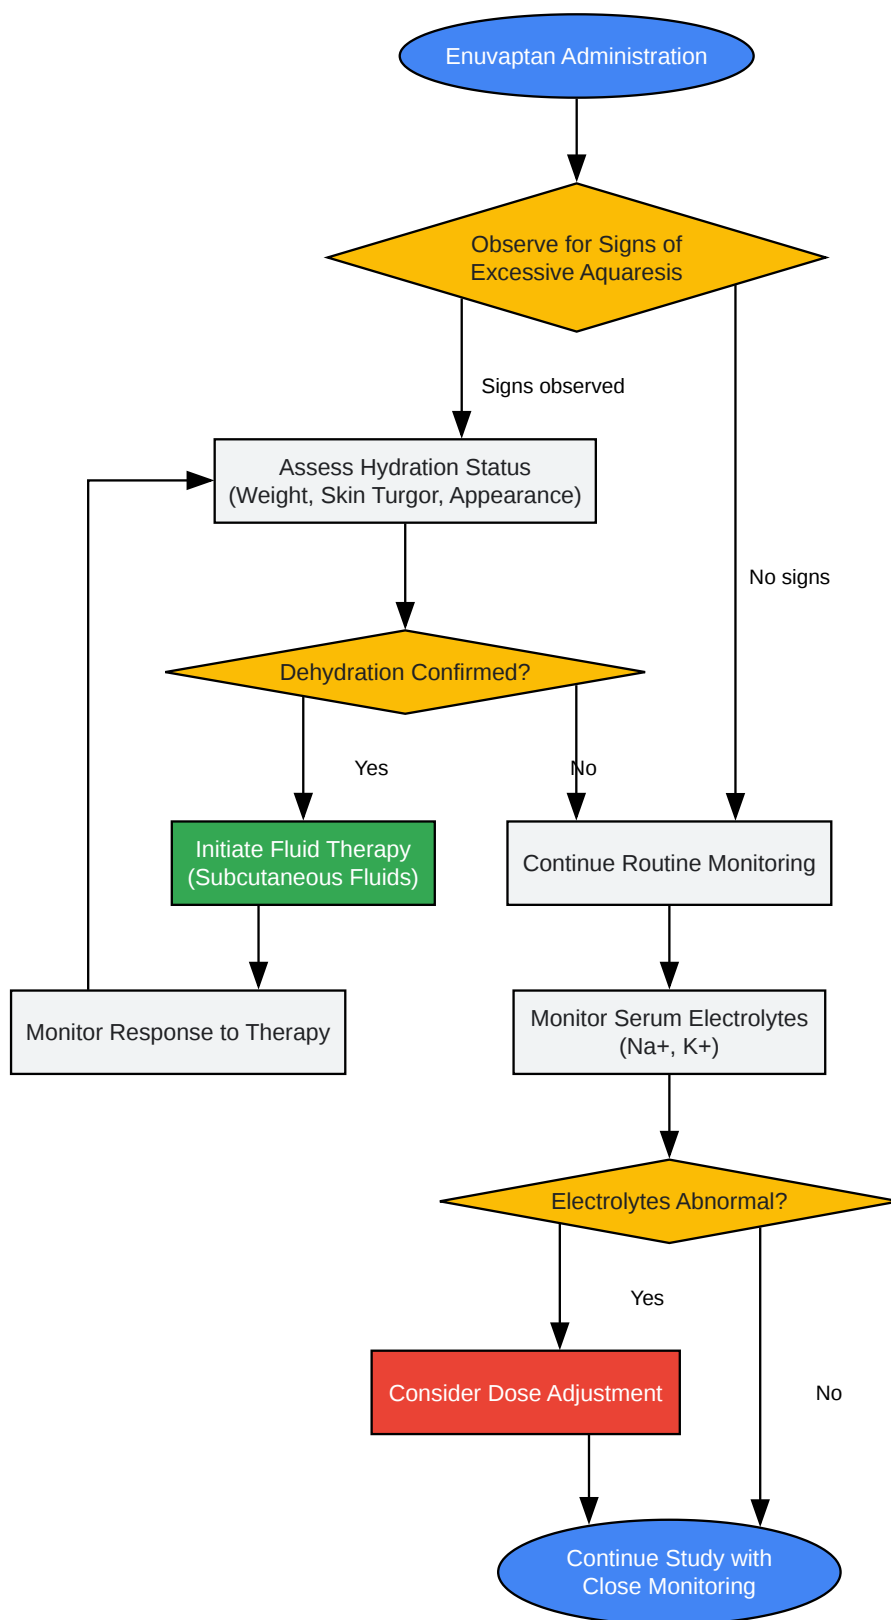 Enuvaptan Administration
Observe for Signs of
Excessive Aquaresis
Signs observed
Assess Hydration Status
(Weight, Skin Turgor, Appearance)
No signs
Dehydration Confirmed?
Yes
No
Initiate Fluid Therapy
(Subcutaneous Fluids)
Continue Routine Monitoring
Monitor Response to Therapy
Monitor Serum Electrolytes
(Na+, K+)
Electrolytes Abnormal?
Yes
Consider Dose Adjustment
No
Continue Study with
Close Monitoring